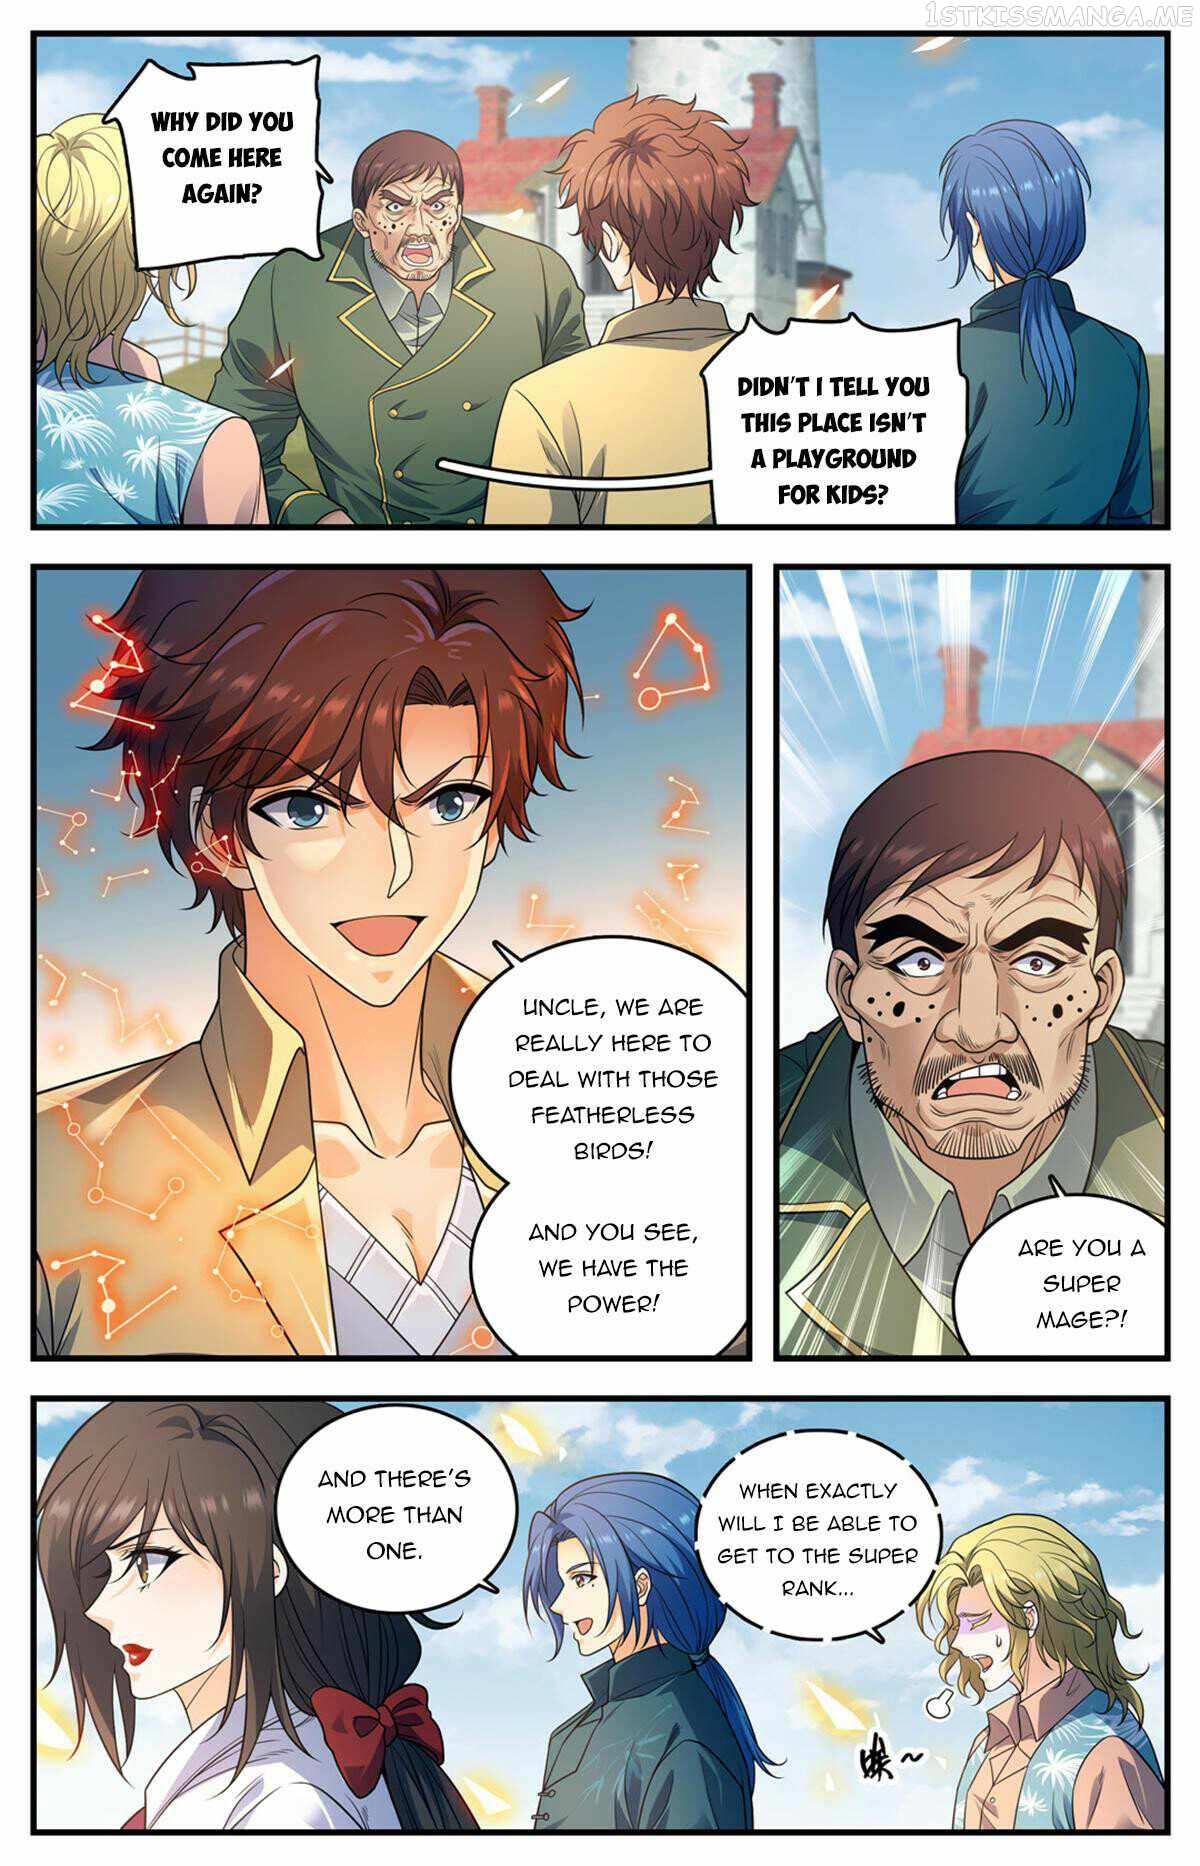 1STKISSMANGA.ME
WHY DID YOU
COME HERE
AGAIN?
DIDN'T I TELL YOU
THIS PLACE ISN'T
A PLAYGROUND
FOR KIDS?
UNCLE, WE ARE
REALLY HERE TO
DEAL WITH THOSE
FEATHERLESS
BIRDS!
AND YOU SEE,
WE HAVE THE
POWER!
ARE YOU A
SUPER
MAGE?!
AND THERE'S
MORE THAN
ONE.
WHEN EXACTLY
WILL I BE ABLE TO
GET TO THE SUPER
RANK...
唉~